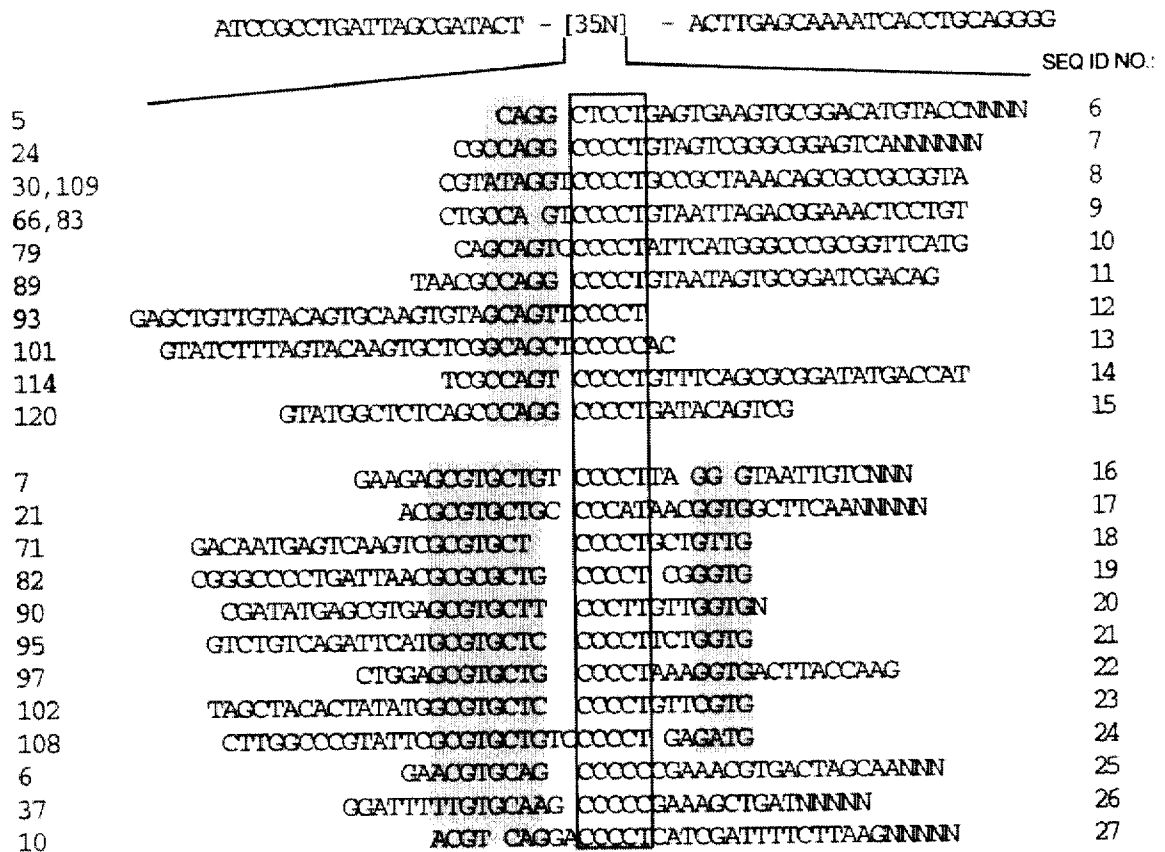 ATCCGCCTGATTAGCGATACT - [35N] - ACTTGAGCAAAATCACCTGCAGGGG
SEQ ID NO.:
5 CAGG CTCCTGAGTGAAGTGCGGACATGTACCNNNN 6
24 CGCCAGG CCCCTGTAGTCGGGCGGAGTCANNNNNN 7
30,109 CGTATAGGTCCCCTGCCGCTAAACAGCGCCGCGGTA 8
66,83 CTGCCA GTCCCCTGTAATTAGACGGAAACTCCTGT 9
79 CAGCAGTCCCCCTATTCATGGGCCCGCGGTTCATG 10
89 TAACGCCAGG CCCCTGTAATAGTGCGGATCGACAG 11
93 GAGCTGTTGTACAGTGCAAGTGTAGCAGTTCCCCT 12
101 GTATCTTTAGTACAAGTGCTCGGCAGCTCCCCCAC 13
114 TCGCCAGT CCCCTGTTTCAGCGCGGATATGACCAT 14
120 GTATGGCTCTCAGCCCAGG CCCCTGATACAGTCG 15
7 GAAGAGCGTGCTGT CCCCTTA GG GTAATTGTCNNN 16
21 ACGCGTGCTGC CCCATAACGGTGGCTTCAANNNNN 17
71 GACAATGAGTCAAGTCGCGTGCT CCCCTGCTGTTG 18
82 CGGGCCCCTGATTAACGCGCGCTG CCCCT CGGGTG 19
90 CGATATGAGCGTGAGCGTGCTT CCCTTGTTGGTGN 20
95 GTCTGTCAGATTCATGCGTGCTC CCCCTTCTGGTG 21
97 CTGGAGCGTGCTG CCCCTAAAGGTGACTTACCAAG 22
102 TAGCTACACTATATGGCGTGCTC CCCCTGTTCGTG 23
108 CTTGGCCCGTATTCGCGTGCTGTCCCCCT GAGATG 24
6 GAACGTGCAG CCCCCCGAAACGTGACTAGCAANNN 25
37 GGATTTTTGTGCAAG CCCCCGAAAGCTGATNNNNN 26
10 ACGT CAGGACCCCTCATCGATTTTCTTAAGNNNNN 27